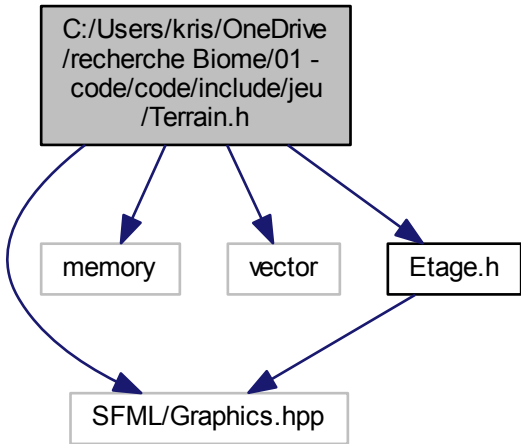 C:/Users/kris/OneDrive
/recherche Biome/01 -
code/code/include/jeu
/Terrain.h
memory
vector
Etage.h
SFML/Graphics.hpp